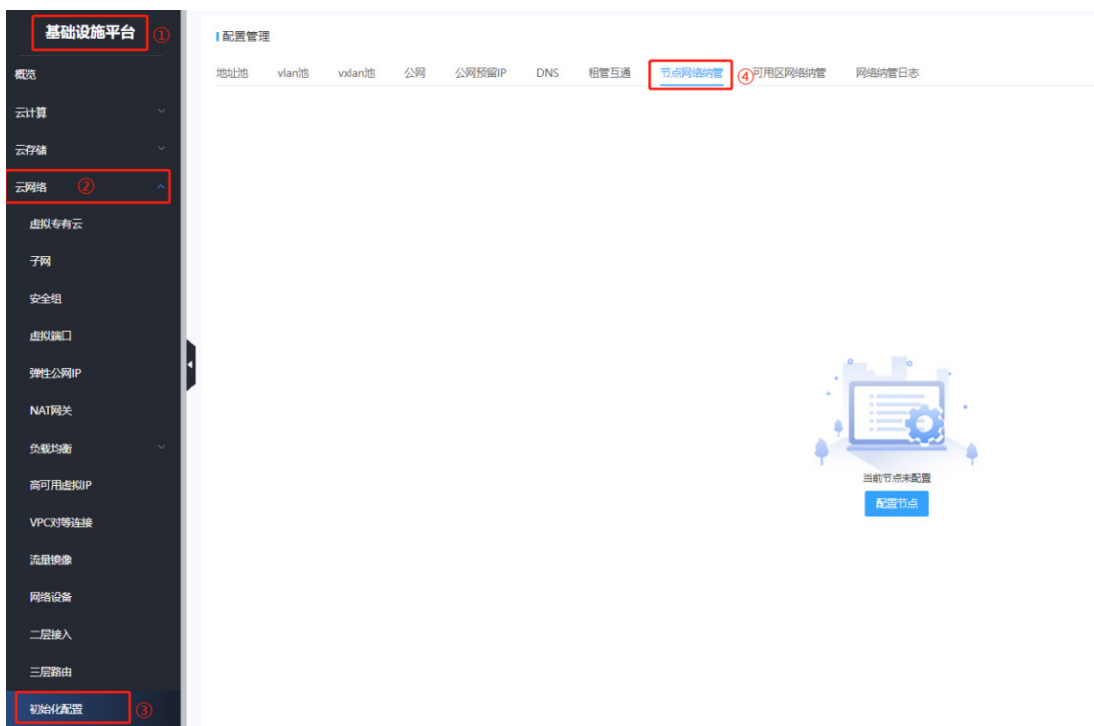 基础设施平台 ①
概览
云计算
云存储
云网络 ②
虚拟专有云
子网
安全组
虚拟端口
弹性公网IP
NAT网关
负载均衡
高可用虚拟IP
VPC对等连接
流量镜像
网络设备
二层接入
三层路由
初始化配置 ③
配置管理
地址池 vlan池 vxlan池 公网 公网预留IP DNS 租管互通 节点网络纳管 ④ 可用区网络纳管 网络纳管日志
当前节点未配置
配置节点